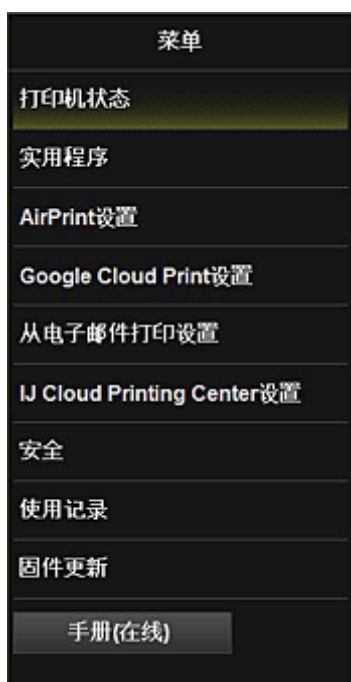 菜单
打印机状态
实用程序
AirPrint设置
Google Cloud Print设置
从电子邮件打印设置
IJ Cloud Printing Center设置
安全
使用记录
固件更新
手册(在线)